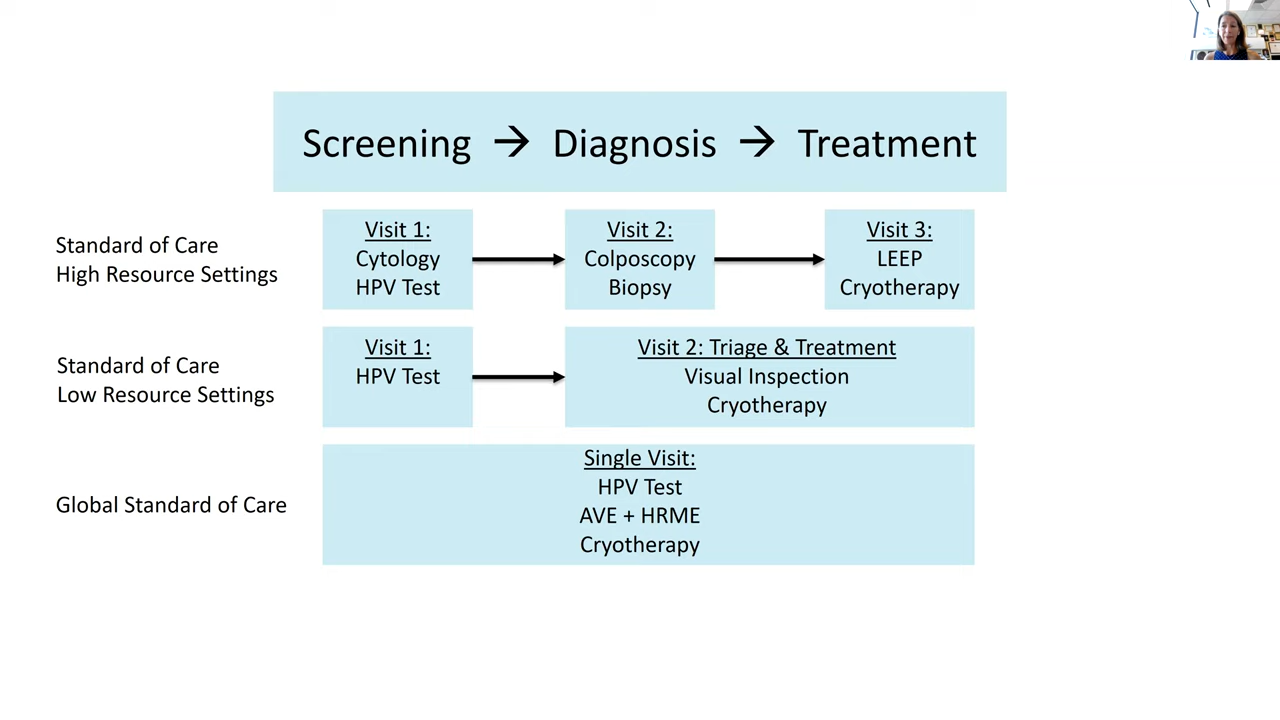 Screening → Diagnosis → Treatment
Standard of Care
High Resource Settings
Visit 1:
Cytology
HPV Test
Visit 2:
Colposcopy
Biopsy
Visit 3:
LEEP
Cryotherapy
Standard of Care
Low Resource Settings
Visit 1:
HPV Test
Visit 2: Triage & Treatment
Visual Inspection
Cryotherapy
Global Standard of Care
Single Visit:
HPV Test
AVE + HRME
Cryotherapy